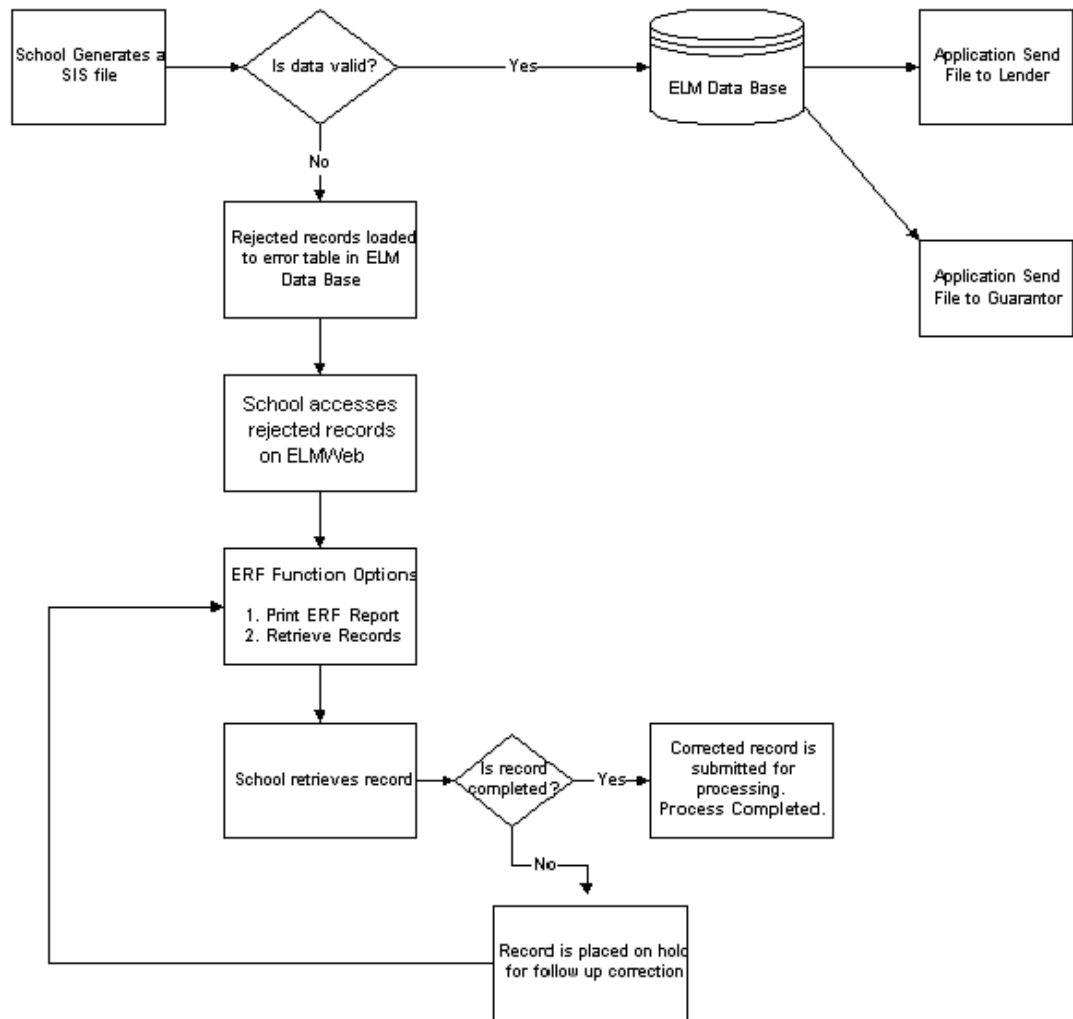 School Generates a
SIS file
Is data valid?
Yes
ELM Data Base
Application Send
File to Lender
No
Rejected records loaded
to error table in ELM
Data Base
Application Send
File to Guarantor
School accesses
rejected records
on ELMWeb
ERF Function Options
1. Print ERF Report
2. Retrieve Records
School retrieves record
Is record
completed?
Yes
Corrected record is
submitted for
processing.
Process Completed.
No
Record is placed on hold
for follow up correction